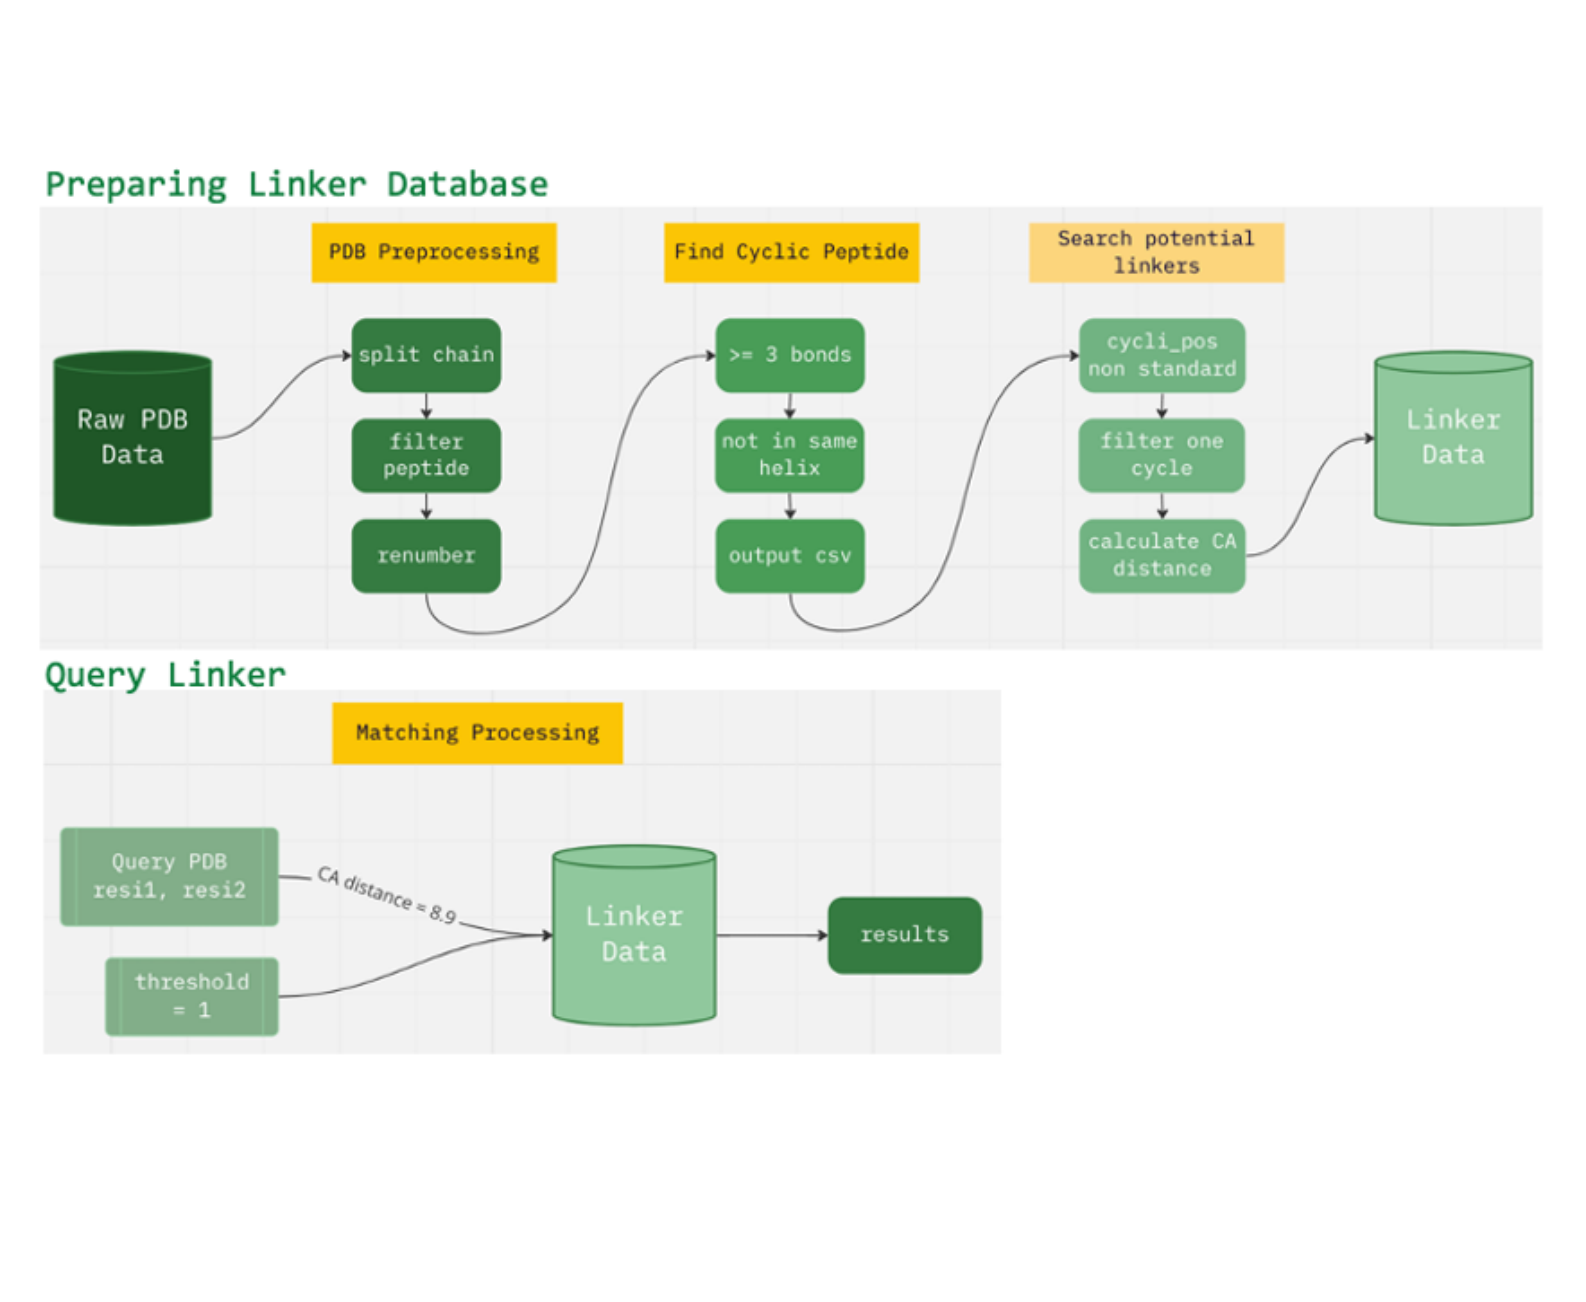 Preparing Linker Database
PDB Preprocessing
Find Cyclic Peptide
Search potential
linkers
Raw PDB
Data
split chain
filter
peptide
renumber
>= 3 bonds
not in same
helix
output csv
cycli_pos
non standard
filter one
cycle
calculate CA
distance
Linker
Data
Query Linker
Matching Processing
Query PDB
resi1, resi2
CA distance = 8.9
threshold
= 1
Linker
Data
results